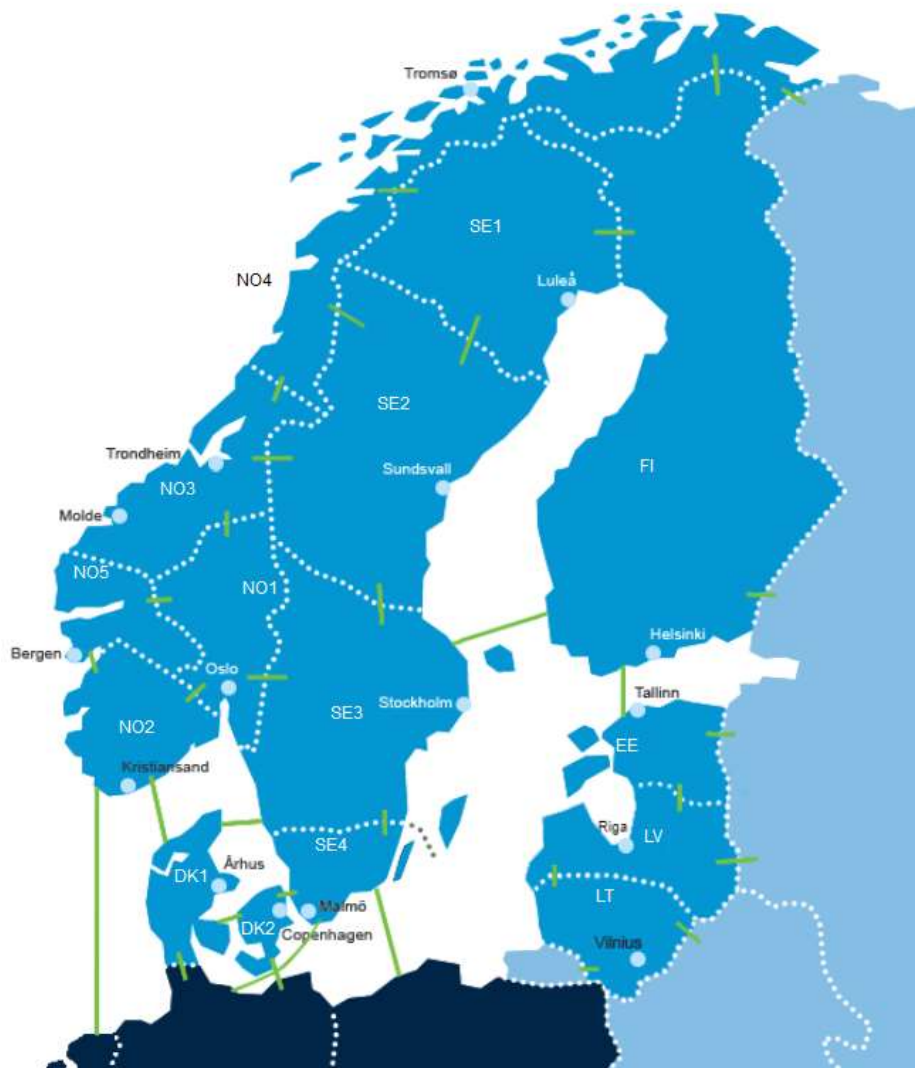 Tromsø
SE1
NO4
Luleå
SE2
Trondheim
Sundsvall
FI
NO3
Molde
NO5
NO1
Bergen
Oslo
Helsinki
Stockholm
Tallinn
SE3
NO2
EE
Kristiansand
Riga
LV
SE4
Århus
DK1
LT
Malmö
DK2
Copenhagen
Vilnius